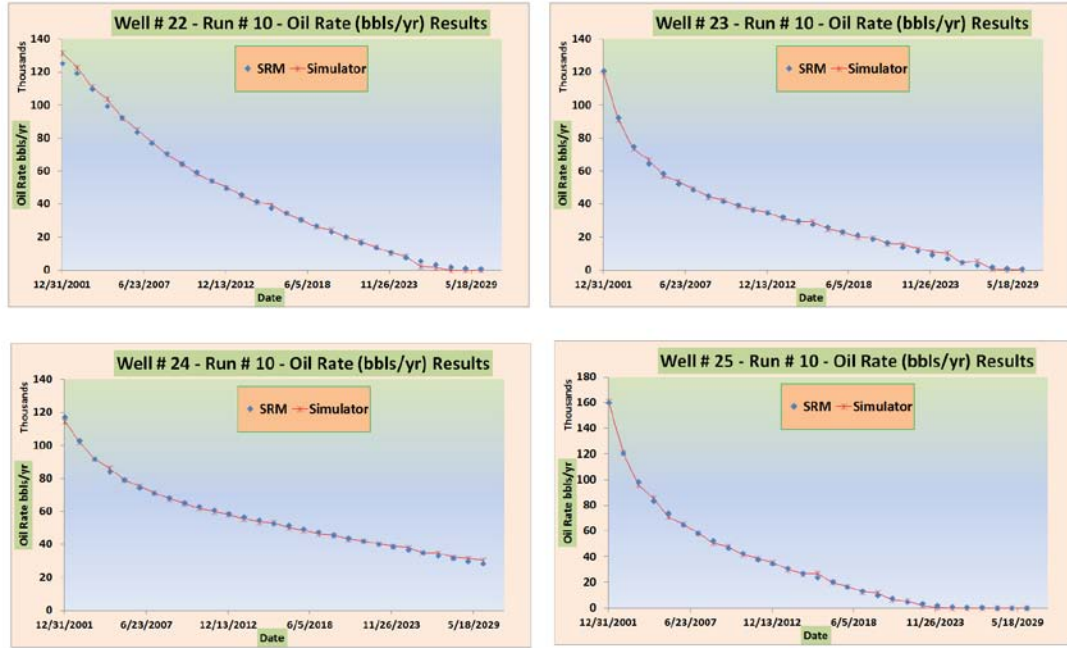 Well # 22 - Run # 10 - Oil Rate (bbls/yr) Results
Thousands
Oil Rate bbls/yr
SRM Simulator
140
120
100
80
60
40
20
0
12/31/2001 6/23/2007 12/13/2012 6/5/2018 11/26/2023 5/18/2029
Date
Well # 23 - Run # 10 - Oil Rate (bbls/yr) Results
Thousands
Oil Rate bbls/yr
SRM Simulator
140
120
100
80
60
40
20
0
12/31/2001 6/23/2007 12/13/2012 6/5/2018 11/26/2023 5/18/2029
Date
Well # 24 - Run # 10 - Oil Rate (bbls/yr) Results
Thousands
Oil Rate bbls/yr
SRM Simulator
140
120
100
80
60
40
20
0
12/31/2001 6/23/2007 12/13/2012 6/5/2018 11/26/2023 5/18/2029
Date
Well # 25 - Run # 10 - Oil Rate (bbls/yr) Results
Thousands
Oil Rate bbls/yr
SRM Simulator
180
160
140
120
100
80
60
40
20
0
12/31/2001 6/23/2007 12/13/2012 6/5/2018 11/26/2023 5/18/2029
Date